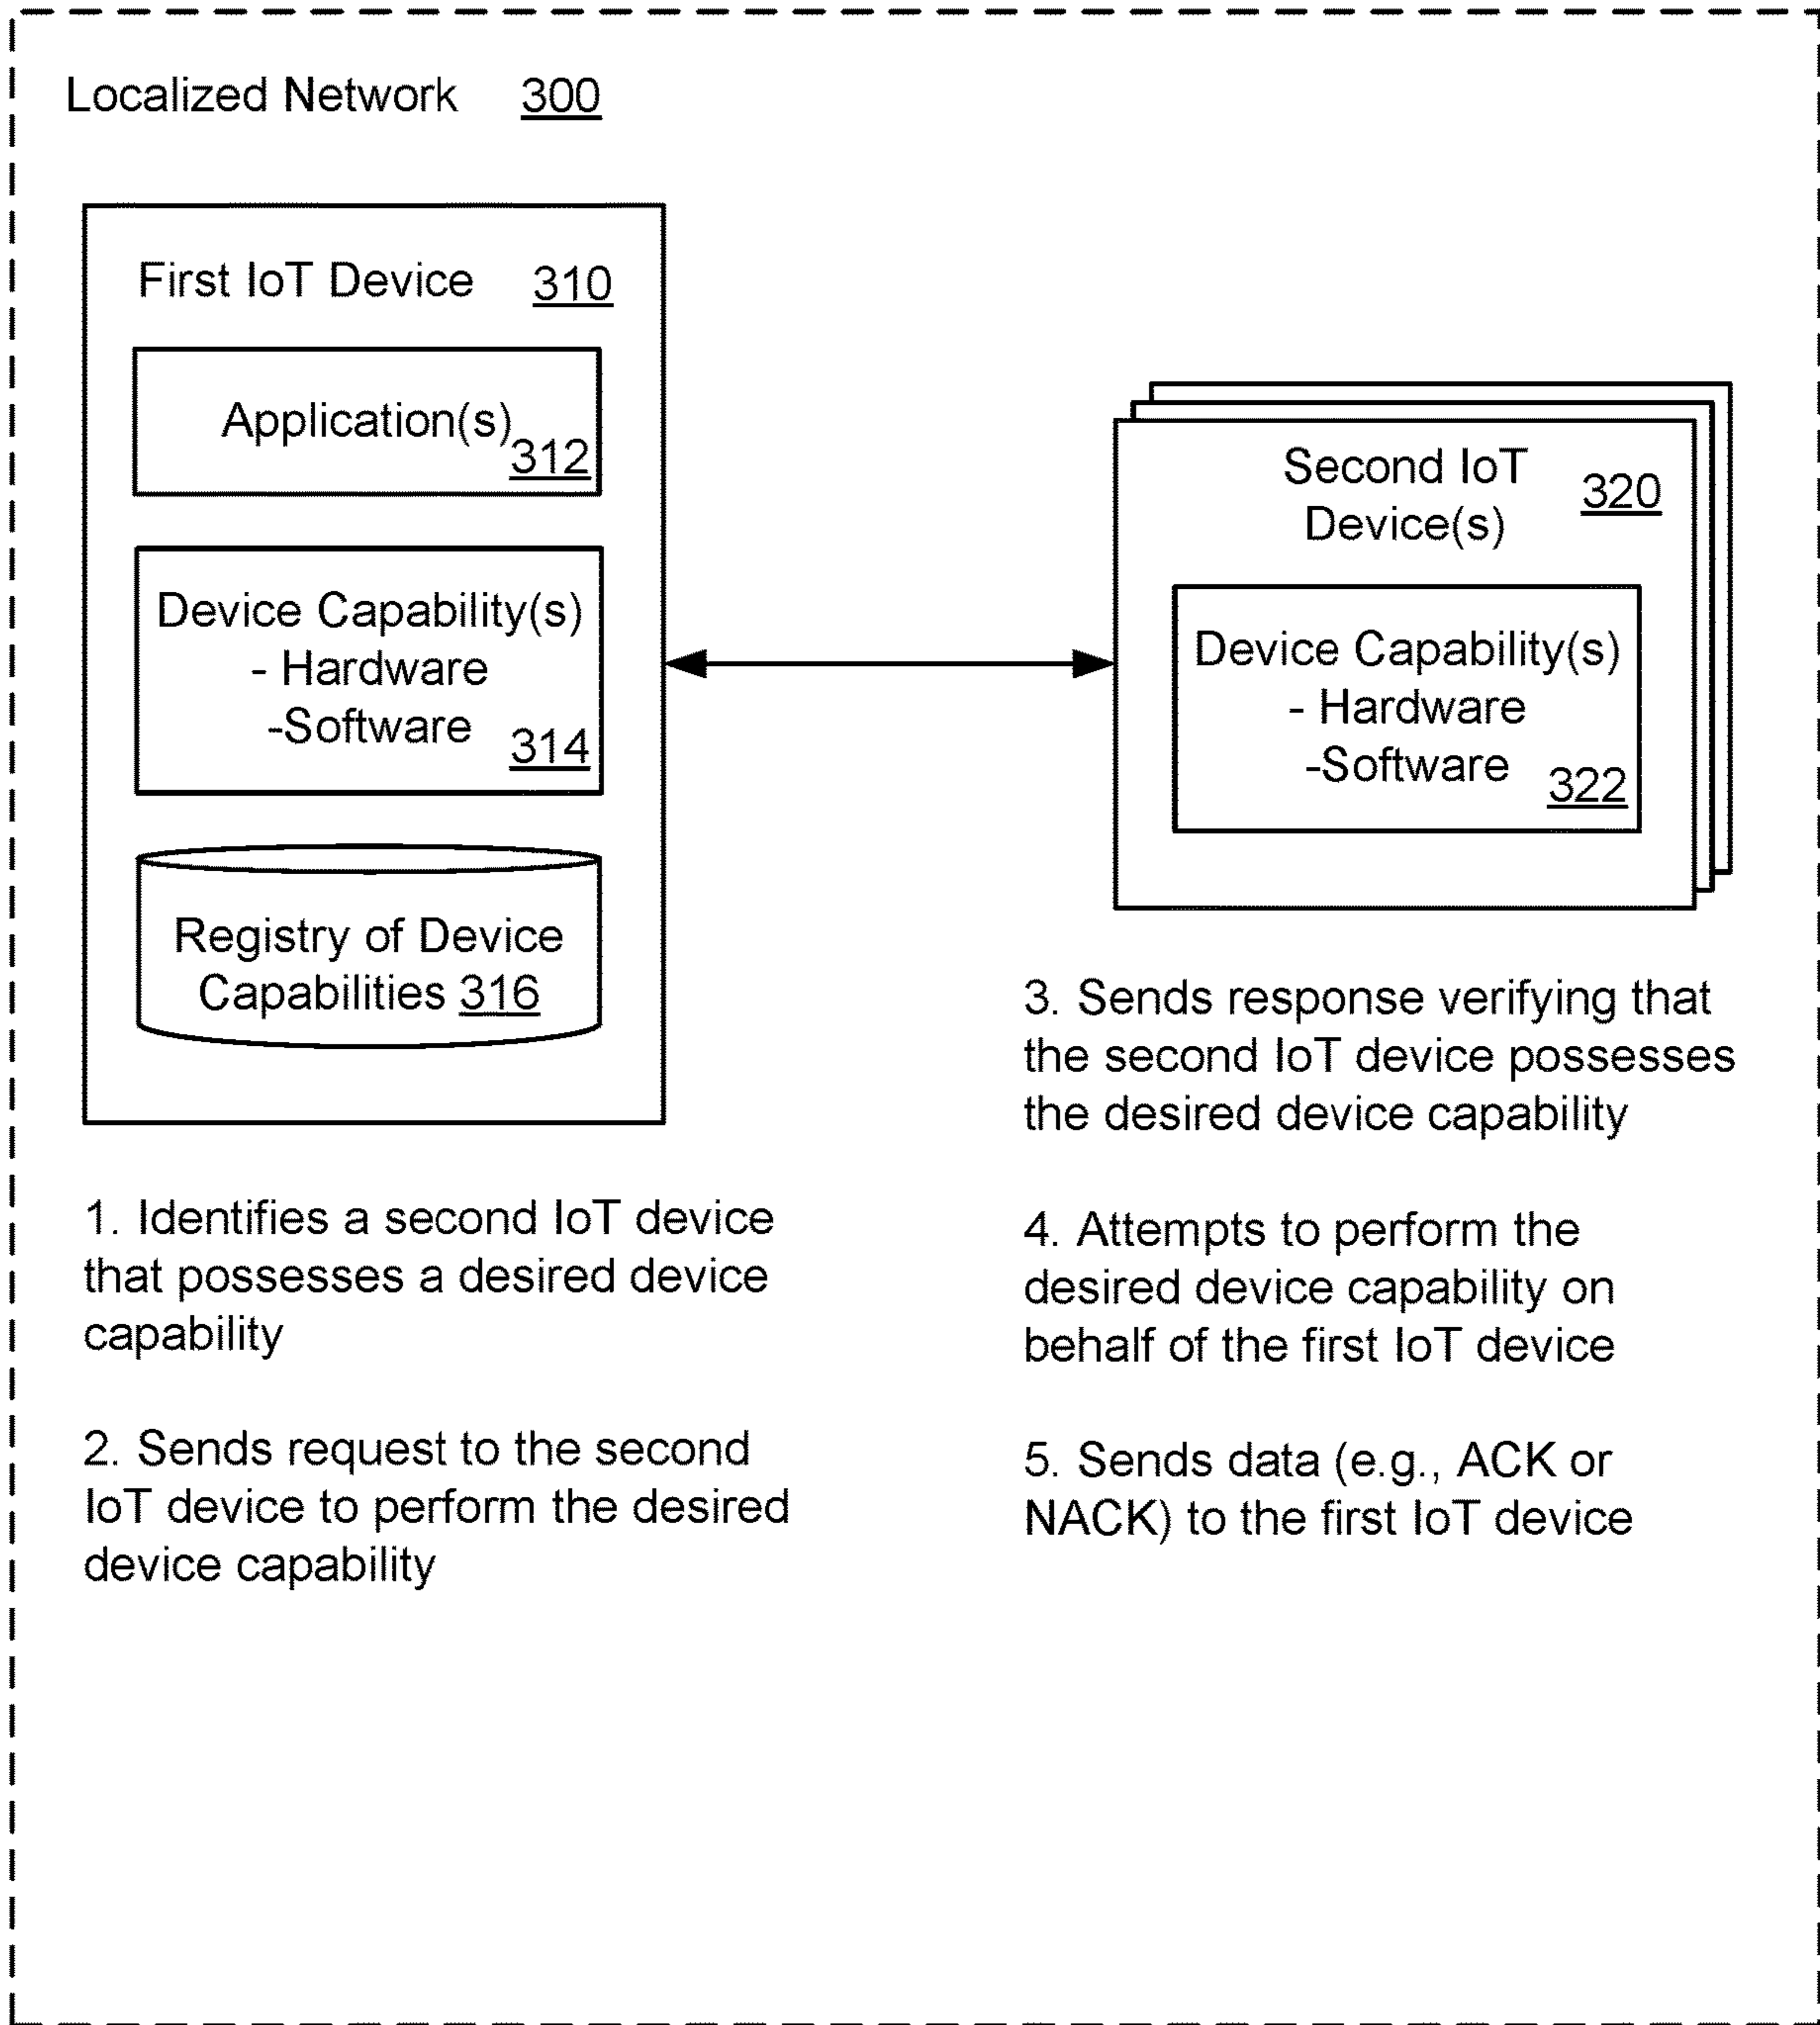 Localized Network 300
First IoT Device 310
Application(s) 312
Device Capability(s)
- Hardware
-Software 314
Registry of Device
Capabilities 316
Second IoT 320
Device(s)
Device Capability(s)
- Hardware
-Software 322
1. Identifies a second IoT device
that possesses a desired device
capability
2. Sends request to the second
IoT device to perform the desired
device capability
3. Sends response verifying that
the second IoT device possesses
the desired device capability
4. Attempts to perform the
desired device capability on
behalf of the first IoT device
5. Sends data (e.g., ACK or
NACK) to the first IoT device